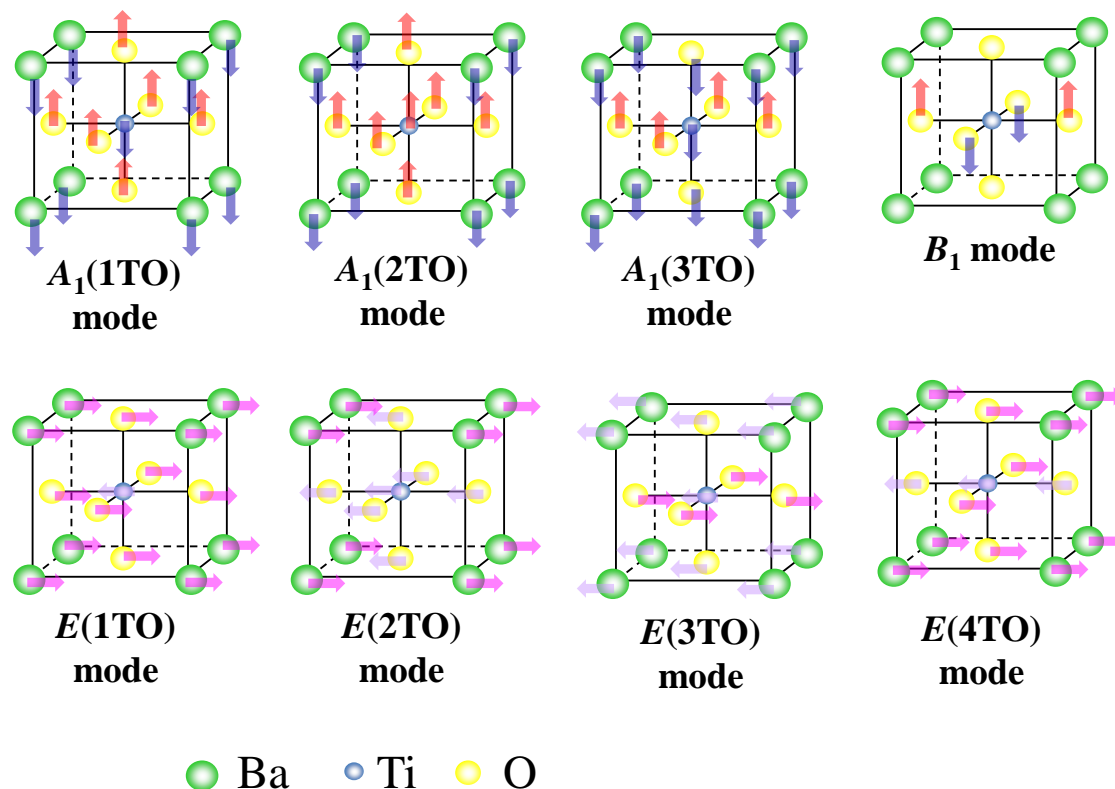 A1(1TO)
mode
A1(2TO)
mode
A1(3TO)
mode
B1 mode
E(1TO)
mode
E(2TO)
mode
E(3TO)
mode
E(4TO)
mode
Ba Ti O